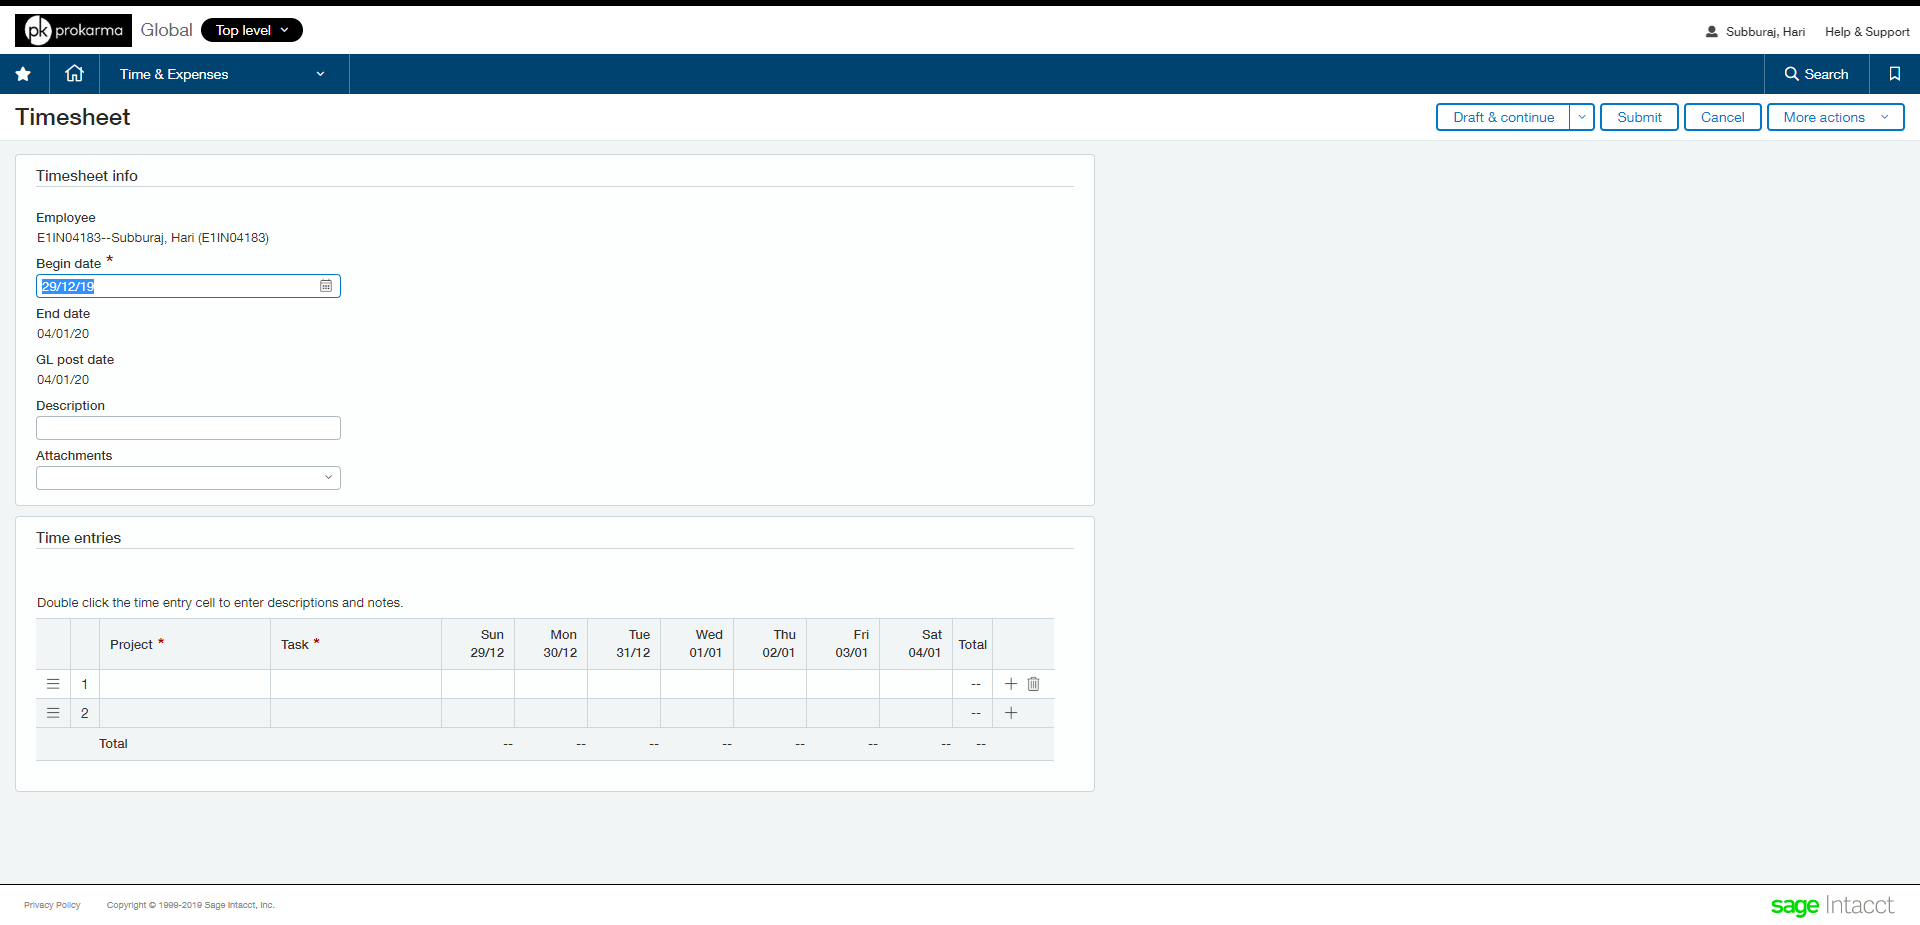 pk prokarma Global Top level Subburaj, Hari Help & Support
Time & Expenses Search
Timesheet Draft & continue Submit Cancel More actions
Timesheet info
Employee
E1IN04183--Subburaj, Hari (E1IN04183)
Begin date *
29/12/19
End date
04/01/20
GL post date
04/01/20
Description
Attachments
Time entries
Double click the time entry cell to enter descriptions and notes.
Project * Task * Sun 29/12 Mon 30/12 Tue 31/12 Wed 01/01 Thu 02/01 Fri 03/01 Sat 04/01 Total
1 --
2 --
Total -- -- -- -- -- -- -- --
Privacy Policy Copyright © 1999-2019 Sage Intacct, Inc. sage Intacct